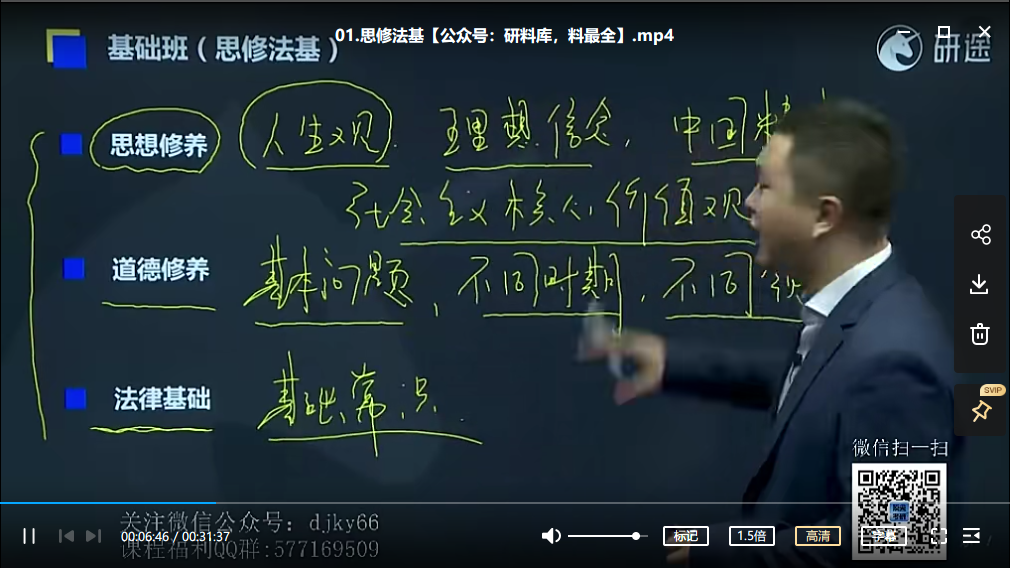 01.思修法基【公众号：研料库，料最全】.mp4
基础班（思修法基）
研途
思想修养 人生观. 理想信念, 中国
社会主义核心价值观
道德修养 基本问题, 不同时期, 不同
法律基础 基础常识.
SVIP
微信扫一扫
关注微信公众号：djky66
00:06:46 / 00:31:37
标记 1.5倍 高清 字幕
课程福利QQ群:577169509